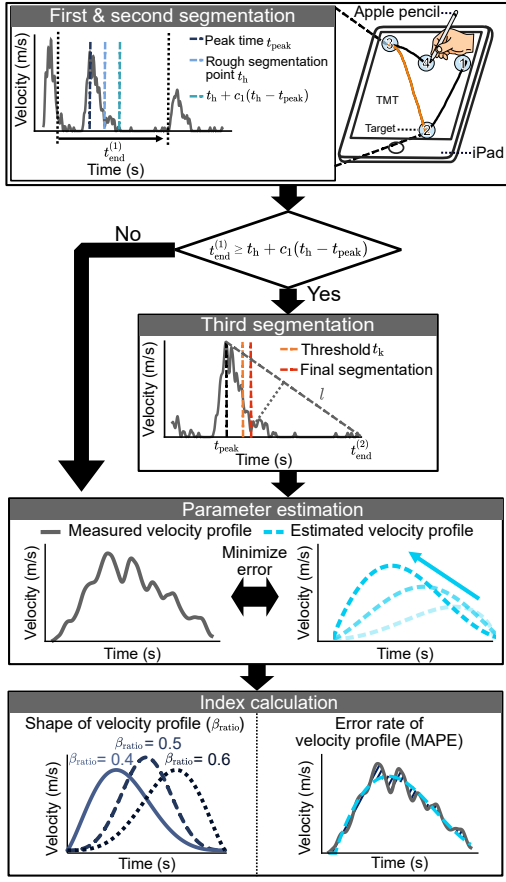 First & second segmentation
Apple pencil
Velocity (m/s)
Peak time t_peak
Rough segmentation
point t_h
t_h + c_1(t_h − t_peak)
t_end^(1)
Time (s)
3
4
1
TMT
Target
2
iPad
No
t_end^(1) ≥ t_h + c_1(t_h − t_peak)
Yes
Third segmentation
Velocity (m/s)
Threshold t_k
Final segmentation
l
t_peak
t_end^(2)
Time (s)
Parameter estimation
Measured velocity profile
Estimated velocity profile
Velocity (m/s)
Minimize
error
Velocity (m/s)
Time (s)
Time (s)
Index calculation
Shape of velocity profile (β_ratio)
Error rate of
velocity profile (MAPE)
β_ratio = 0.5
β_ratio = 0.4
β_ratio = 0.6
Velocity (m/s)
Velocity (m/s)
Time (s)
Time (s)